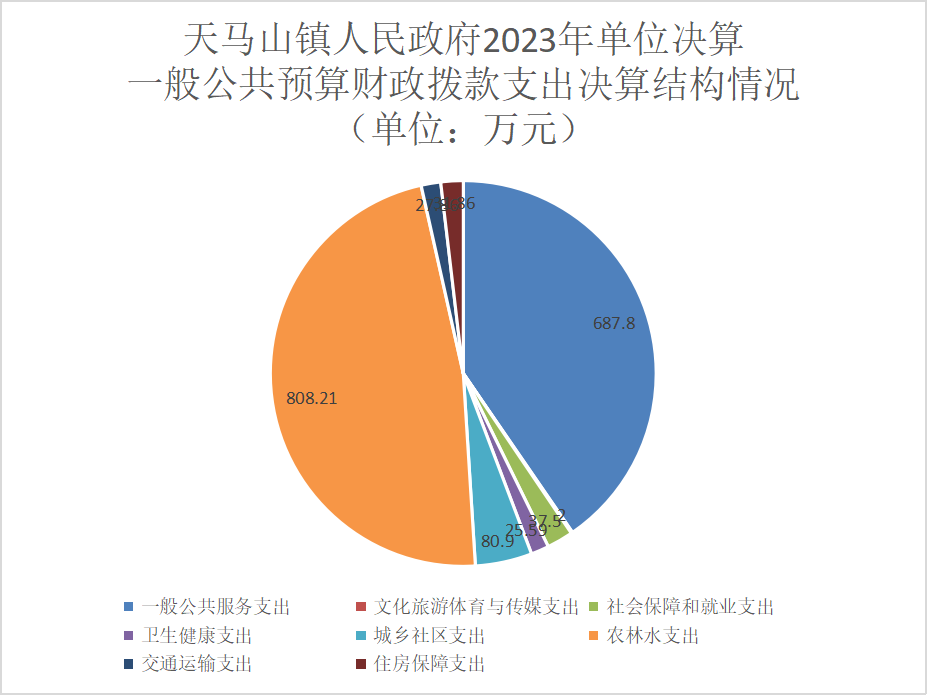 天马山镇人民政府2023年单位决算
一般公共预算财政拨款支出决算结构情况
（单位：万元）
687.8
808.21
2
37.5
25.59
80.9
一般公共服务支出
文化旅游体育与传媒支出
社会保障和就业支出
卫生健康支出
城乡社区支出
农林水支出
交通运输支出
住房保障支出